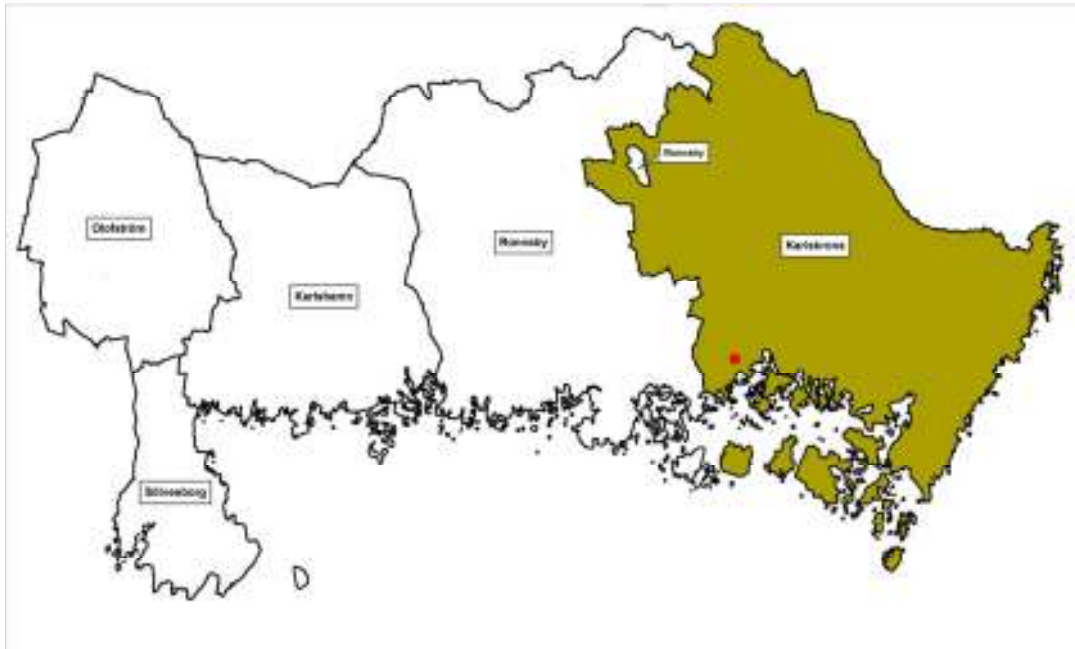 Ronneby
Olofström
Ronneby
Karlskrona
Karlshamn
Sölvesborg